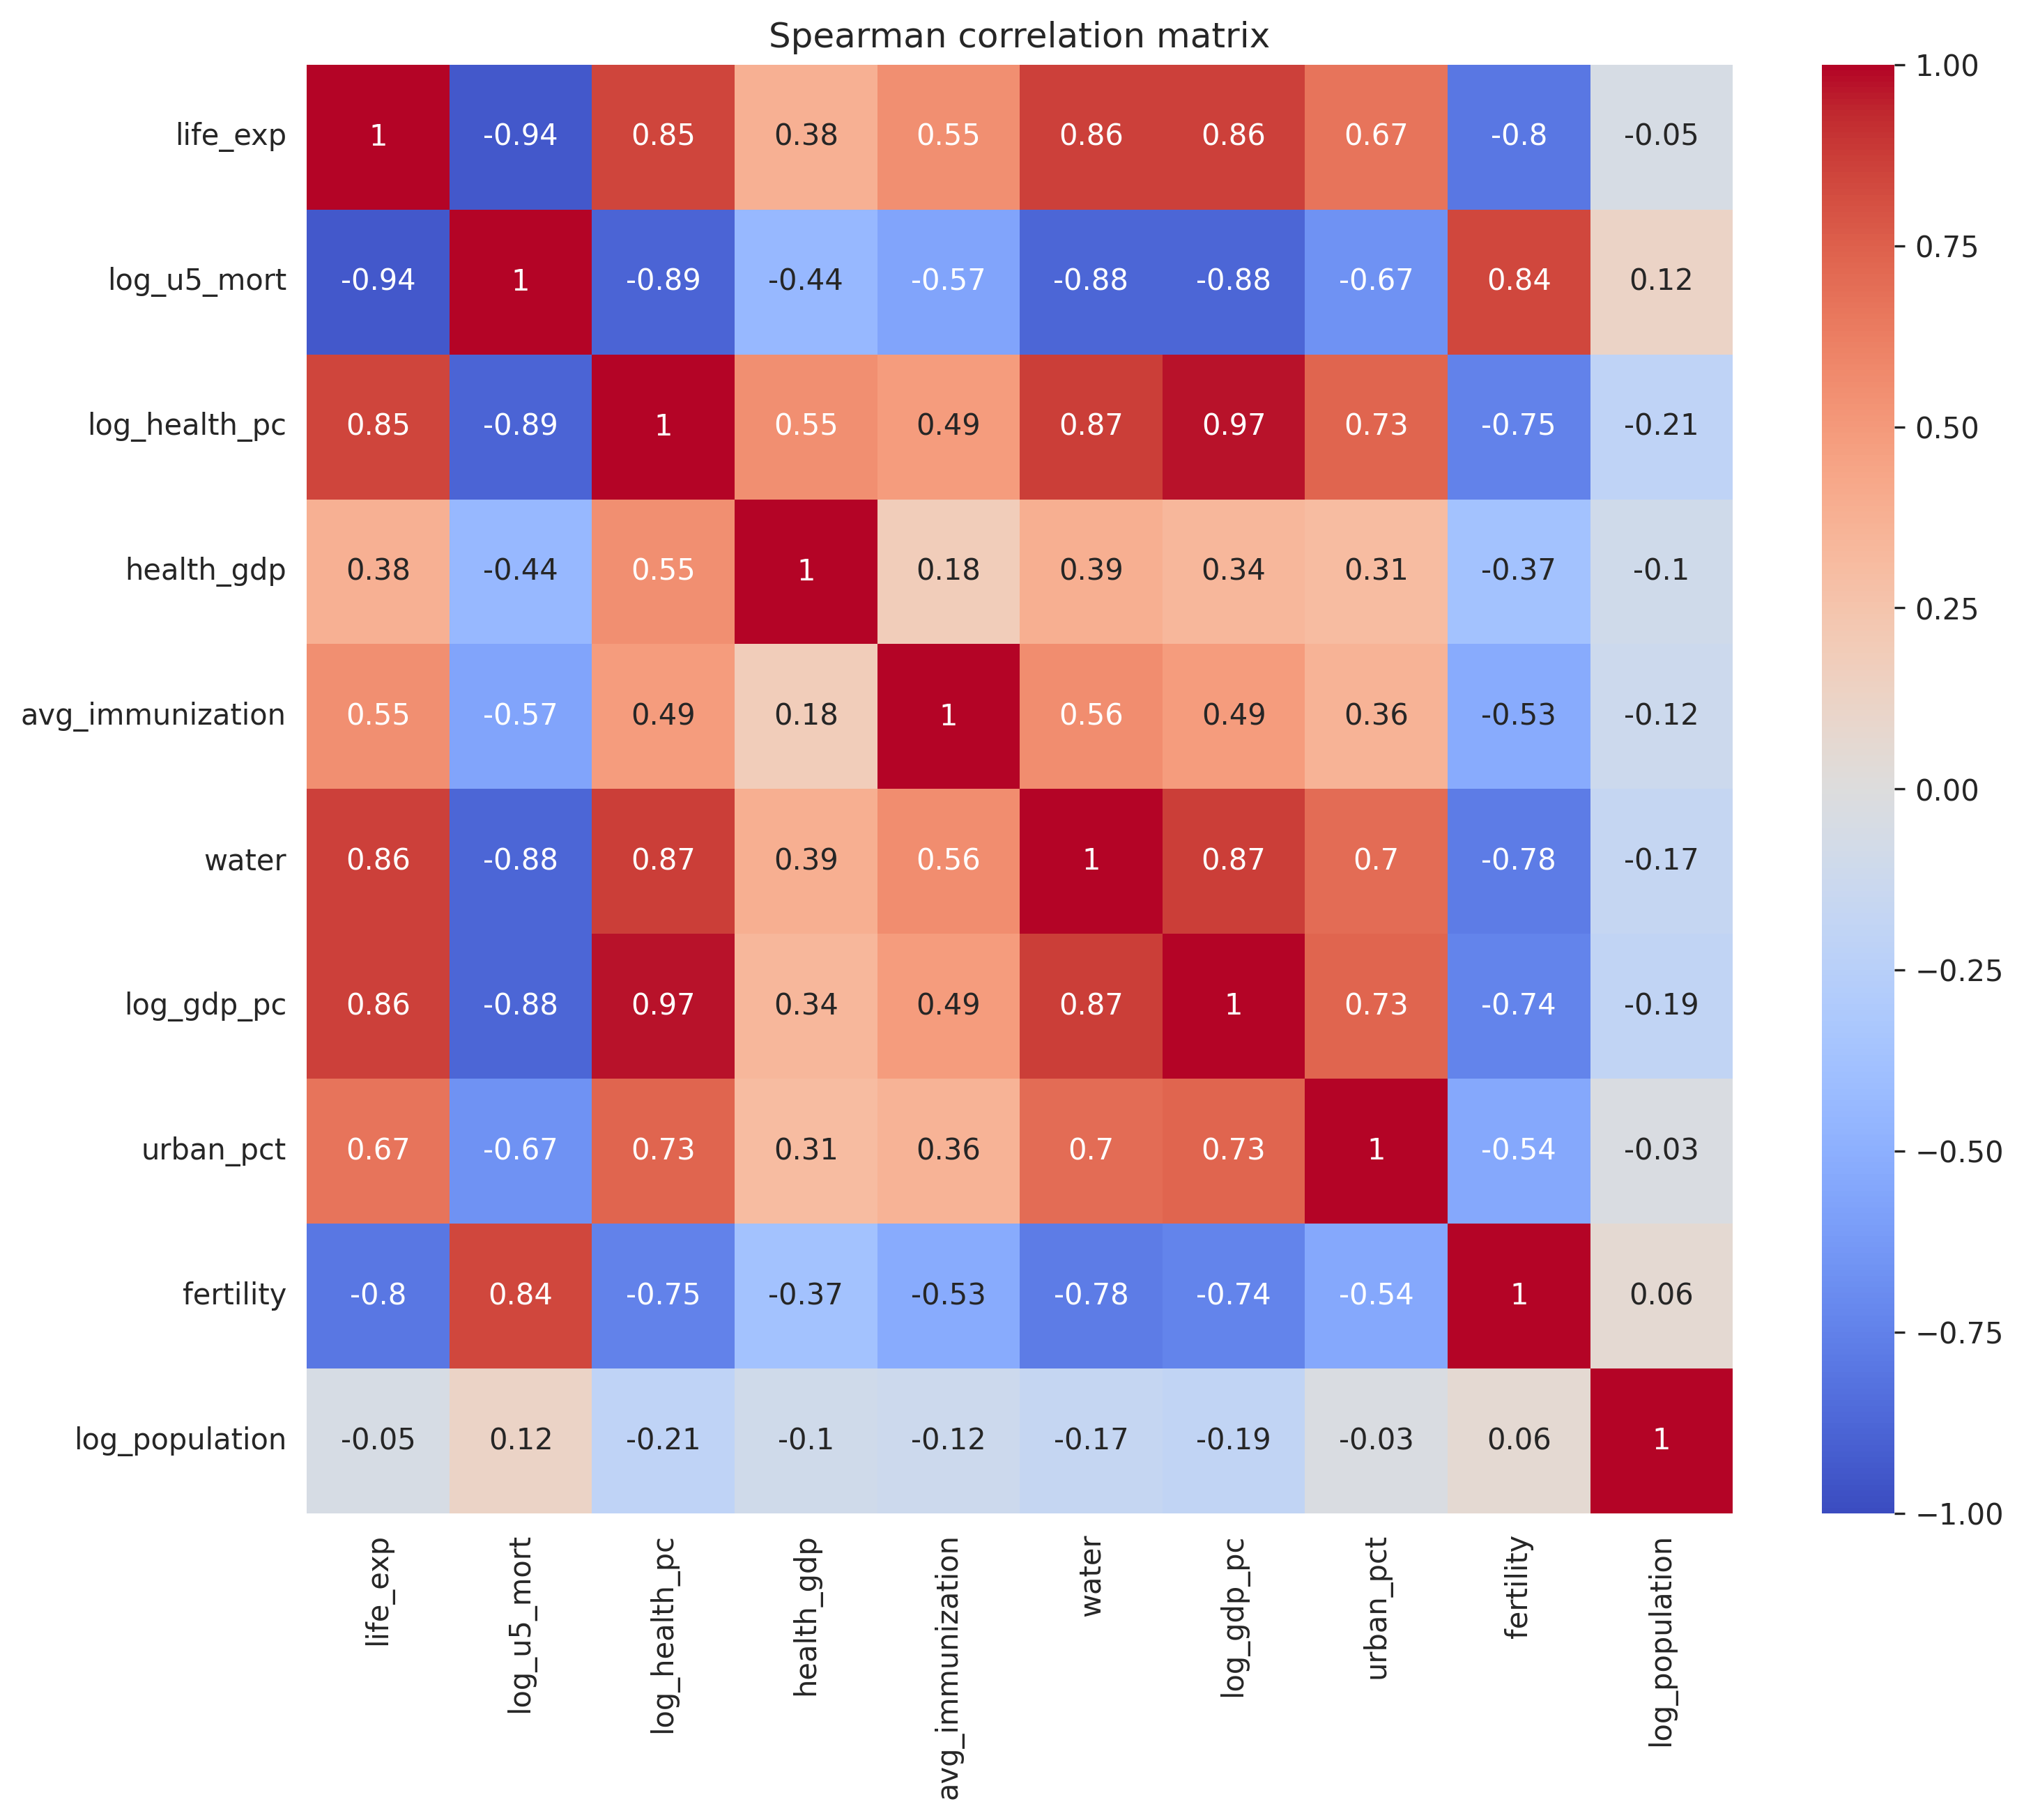 Spearman correlation matrix
life_exp 1 -0.94 0.85 0.38 0.55 0.86 0.86 0.67 -0.8 -0.05
log_u5_mort -0.94 1 -0.89 -0.44 -0.57 -0.88 -0.88 -0.67 0.84 0.12
log_health_pc 0.85 -0.89 1 0.55 0.49 0.87 0.97 0.73 -0.75 -0.21
health_gdp 0.38 -0.44 0.55 1 0.18 0.39 0.34 0.31 -0.37 -0.1
avg_immunization 0.55 -0.57 0.49 0.18 1 0.56 0.49 0.36 -0.53 -0.12
water 0.86 -0.88 0.87 0.39 0.56 1 0.87 0.7 -0.78 -0.17
log_gdp_pc 0.86 -0.88 0.97 0.34 0.49 0.87 1 0.73 -0.74 -0.19
urban_pct 0.67 -0.67 0.73 0.31 0.36 0.7 0.73 1 -0.54 -0.03
fertility -0.8 0.84 -0.75 -0.37 -0.53 -0.78 -0.74 -0.54 1 0.06
log_population -0.05 0.12 -0.21 -0.1 -0.12 -0.17 -0.19 -0.03 0.06 1
life_exp
log_u5_mort
log_health_pc
health_gdp
avg_immunization
water
log_gdp_pc
urban_pct
fertility
log_population
1.00
0.75
0.50
0.25
0.00
−0.25
−0.50
−0.75
−1.00